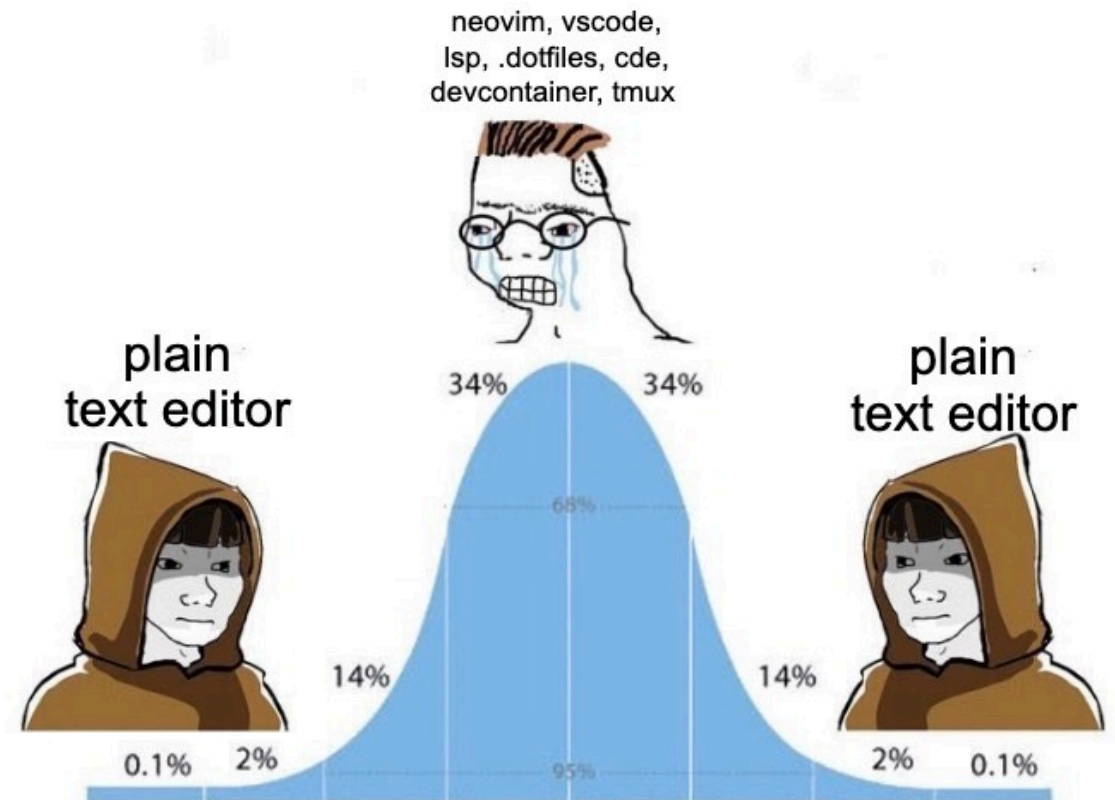 neovim, vscode,
lsp, .dotfiles, cde,
devcontainer, tmux
plain
text editor
plain
text editor
34%
34%
68%
14%
14%
0.1%
2%
95%
2%
0.1%